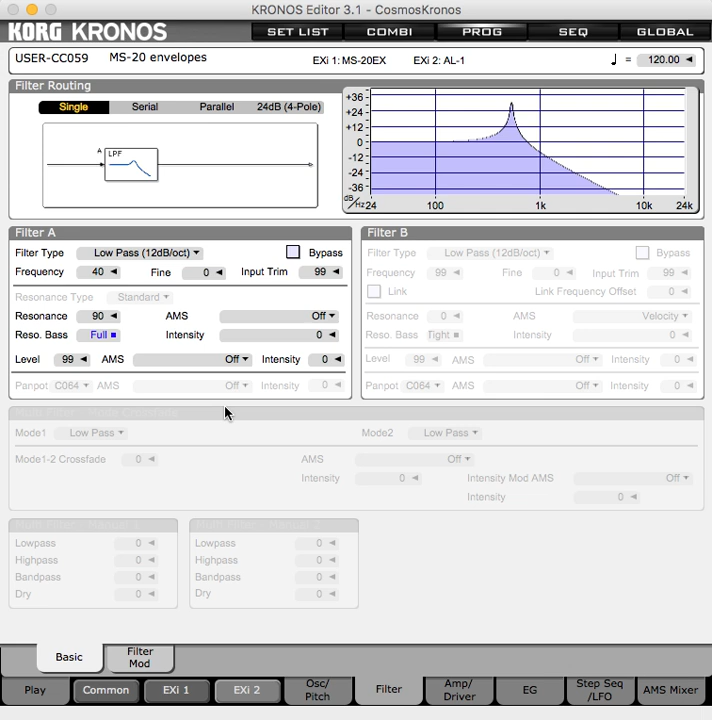 KRONOS Editor 3.1 - CosmosKronos
KORG KRONOS SET LIST COMBI PROG SEQ GLOBAL
USER-CC059 MS-20 envelopes EXi 1: MS-20EX EXi 2: AL-1 ♩ = 120.00
Filter Routing
Single Serial Parallel 24dB (4-Pole)
A LPF
+36
+24
+12
0
-12
-24
-36
dB/Hz 24 100 1k 10k 24k
Filter A
Filter Type Low Pass (12dB/oct) Bypass
Frequency 40 Fine 0 Input Trim 99
Resonance Type Standard
Resonance 90 AMS Off
Reso. Bass Full Intensity 0
Level 99 AMS Off Intensity 0
Panpot C064 AMS Off Intensity 0
Filter B
Filter Type Low Pass (12dB/oct) Bypass
Frequency 99 Fine 0 Input Trim 99
Link Link Frequency Offset 0
Resonance 0 AMS Velocity
Reso. Bass Tight Intensity 0
Level 99 AMS Off Intensity 0
Panpot C064 AMS Off Intensity 0
Mode1 Low Pass Mode2 Low Pass
Mode1-2 Crossfade 0 AMS Off
Intensity 0 Intensity Mod AMS Off
Intensity 0
Lowpass 0
Highpass 0
Bandpass 0
Dry 0
Lowpass 0
Highpass 0
Bandpass 0
Dry 0
Basic Filter Mod
Play Common EXi 1 EXi 2 Osc/Pitch Filter Amp/Driver EG Step Seq/LFO AMS Mixer